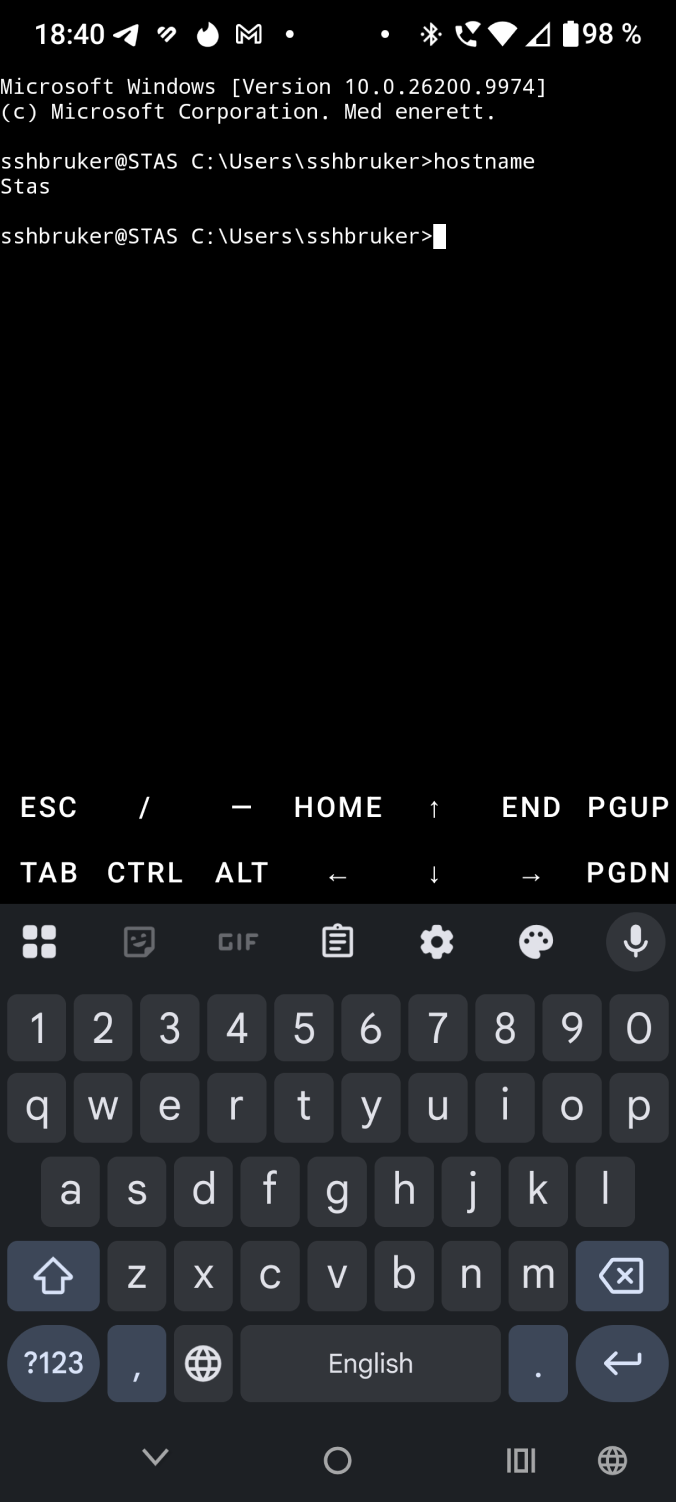 18:40 98 %
Microsoft Windows [Version 10.0.26200.9974]
(c) Microsoft Corporation. Med enerett.
sshbruker@STAS C:\Users\sshbruker>hostname
Stas
sshbruker@STAS C:\Users\sshbruker>
ESC / — HOME ↑ END PGUP
TAB CTRL ALT ← ↓ → PGDN
GIF
1 2 3 4 5 6 7 8 9 0
q w e r t y u i o p
a s d f g h j k l
z x c v b n m
?123 , English .